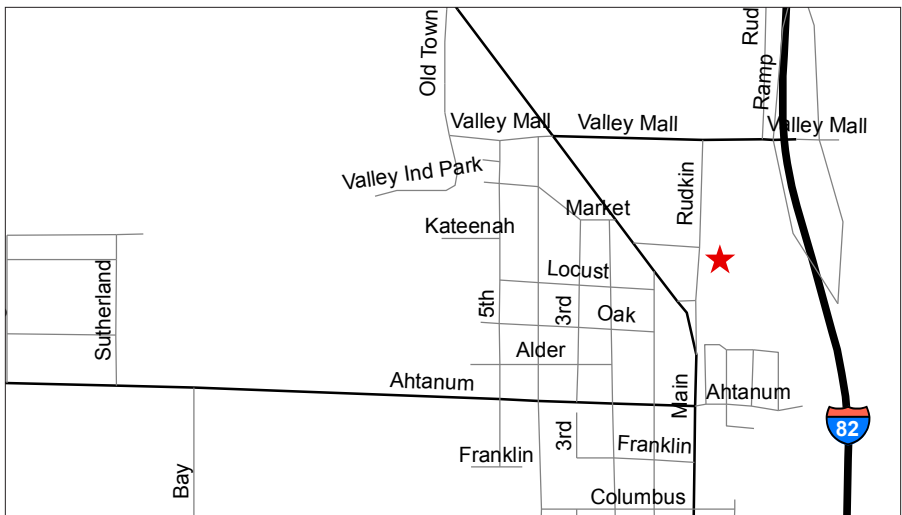 Rud
Old Town
Ramp
Valley Mall
Valley Mall
Valley Mall
Valley Ind Park
Rudkin
Market
Kateenah
Locust
Sutherland
5th
3rd
Oak
Alder
Ahtanum
Main
Ahtanum
82
3rd
Franklin
Franklin
Bay
Columbus